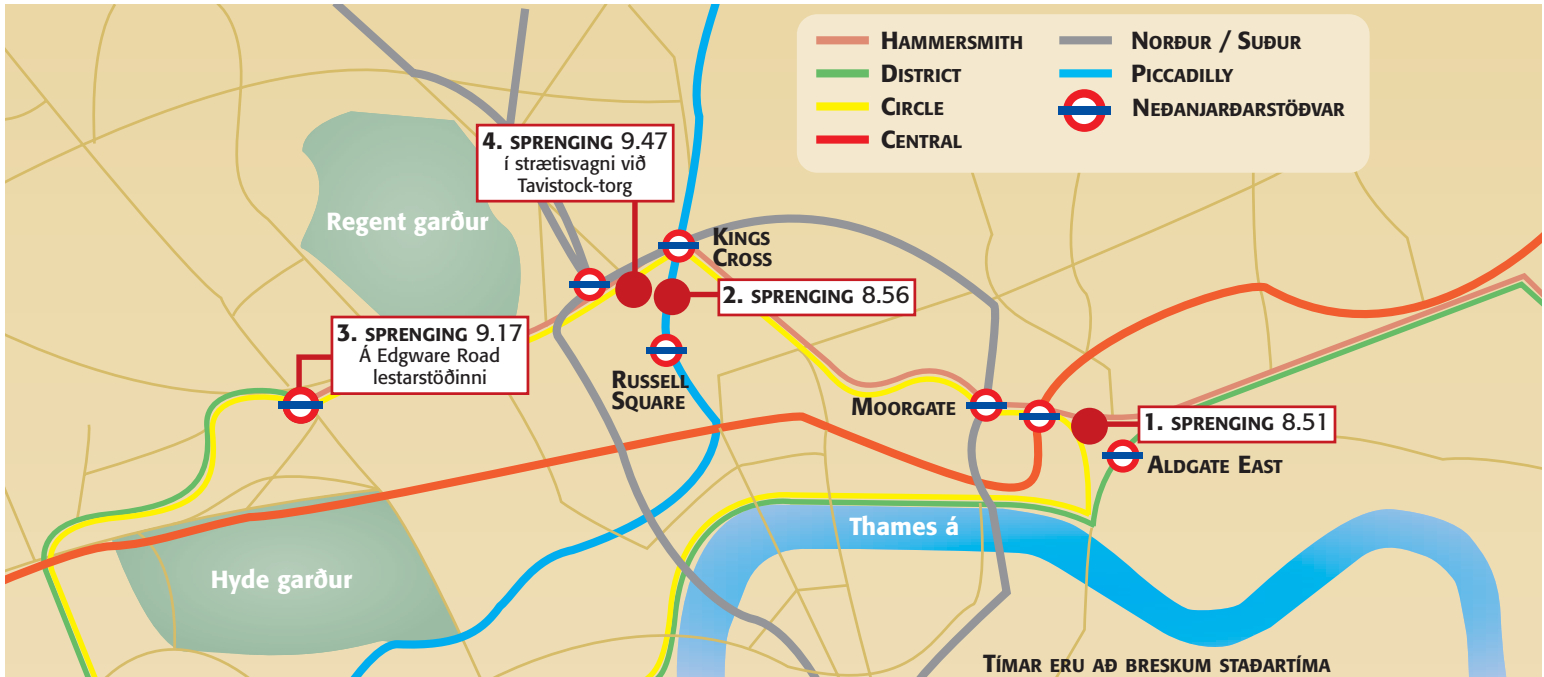 HAMMERSMITH
DISTRICT
CIRCLE
CENTRAL
NORÐUR / SUÐUR
PICCADILLY
NEÐANJARÐARSTÖÐVAR
4. SPRENGING 9.47
í strætisvagni við
Tavistock-torg
Regent garður
KINGS
CROSS
2. SPRENGING 8.56
3. SPRENGING 9.17
Á Edgware Road
lestarstöðinni
RUSSELL
SQUARE
MOORGATE
1. SPRENGING 8.51
ALDGATE EAST
Thames á
Hyde garður
TÍMAR ERU AÐ BRESKUM STAÐARTÍMA